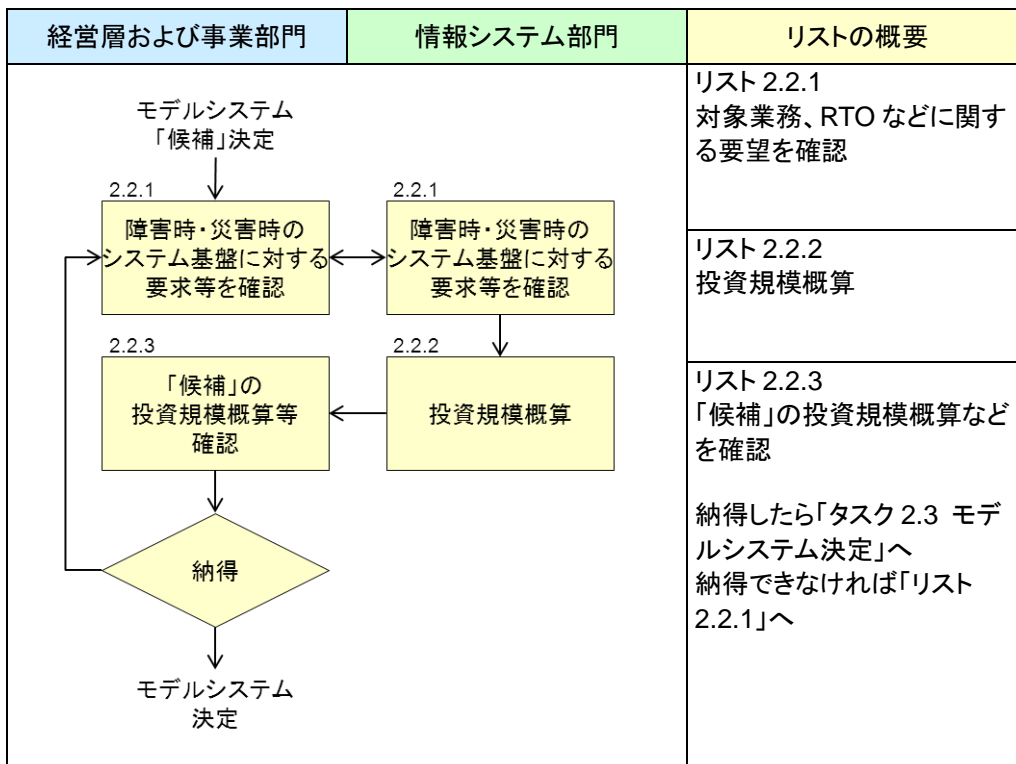 経営層および事業部門
情報システム部門
リストの概要
モデルシステム
「候補」決定
2.2.1
障害時・災害時の
システム基盤に対する
要求等を確認
2.2.1
障害時・災害時の
システム基盤に対する
要求等を確認
2.2.3
「候補」の
投資規模概算等
確認
2.2.2
投資規模概算
納得
モデルシステム
決定
リスト 2.2.1
対象業務、RTO などに関す
る要望を確認
リスト 2.2.2
投資規模概算
リスト 2.2.3
「候補」の投資規模概算など
を確認
納得したら「タスク 2.3 モデ
ルシステム決定」へ
納得できなければ「リスト
2.2.1」へ